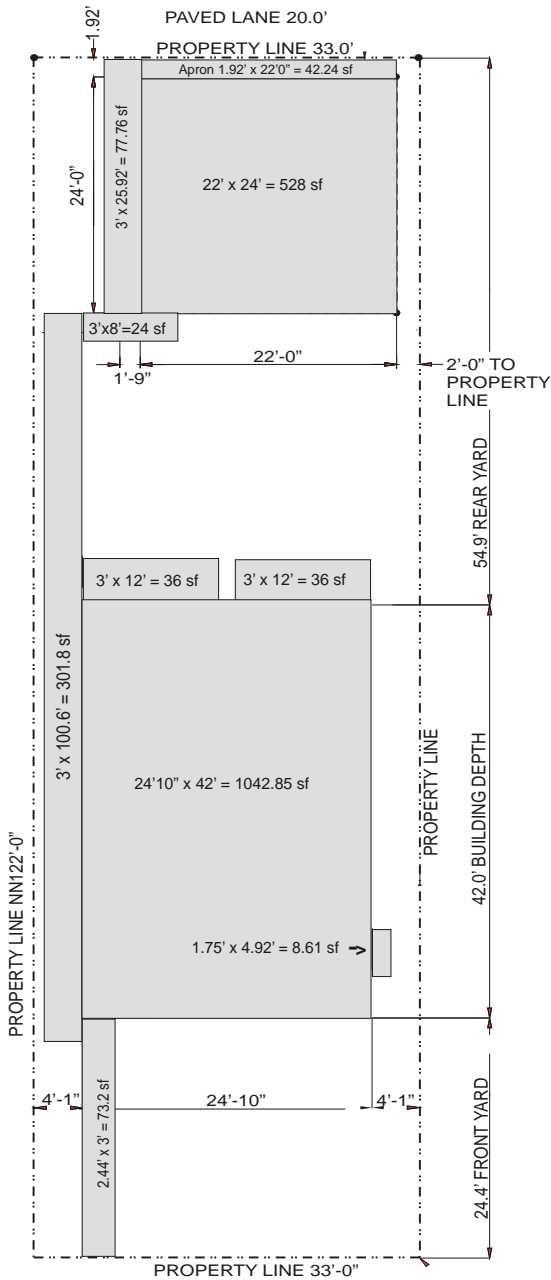 PAVED LANE 20.0'
1.92'
PROPERTY LINE 33.0'
Apron 1.92' x 22'0" = 42.24 sf
24'-0"
3' x 25.92' = 77.76 sf
22' x 24' = 528 sf
3'x8'=24 sf
22'-0"
1'-9"
2'-0" TO
PROPERTY
LINE
54.9' REAR YARD
3' x 12' = 36 sf
3' x 12' = 36 sf
3' x 100.6' = 301.8 sf
24'10" x 42' = 1042.85 sf
PROPERTY LINE
42.0' BUILDING DEPTH
PROPERTY LINE NN122'-0"
1.75' x 4.92' = 8.61 sf
4'-1"
2.44' x 3' = 73.2 sf
24'-10"
4'-1"
24.4' FRONT YARD
PROPERTY LINE 33'-0"